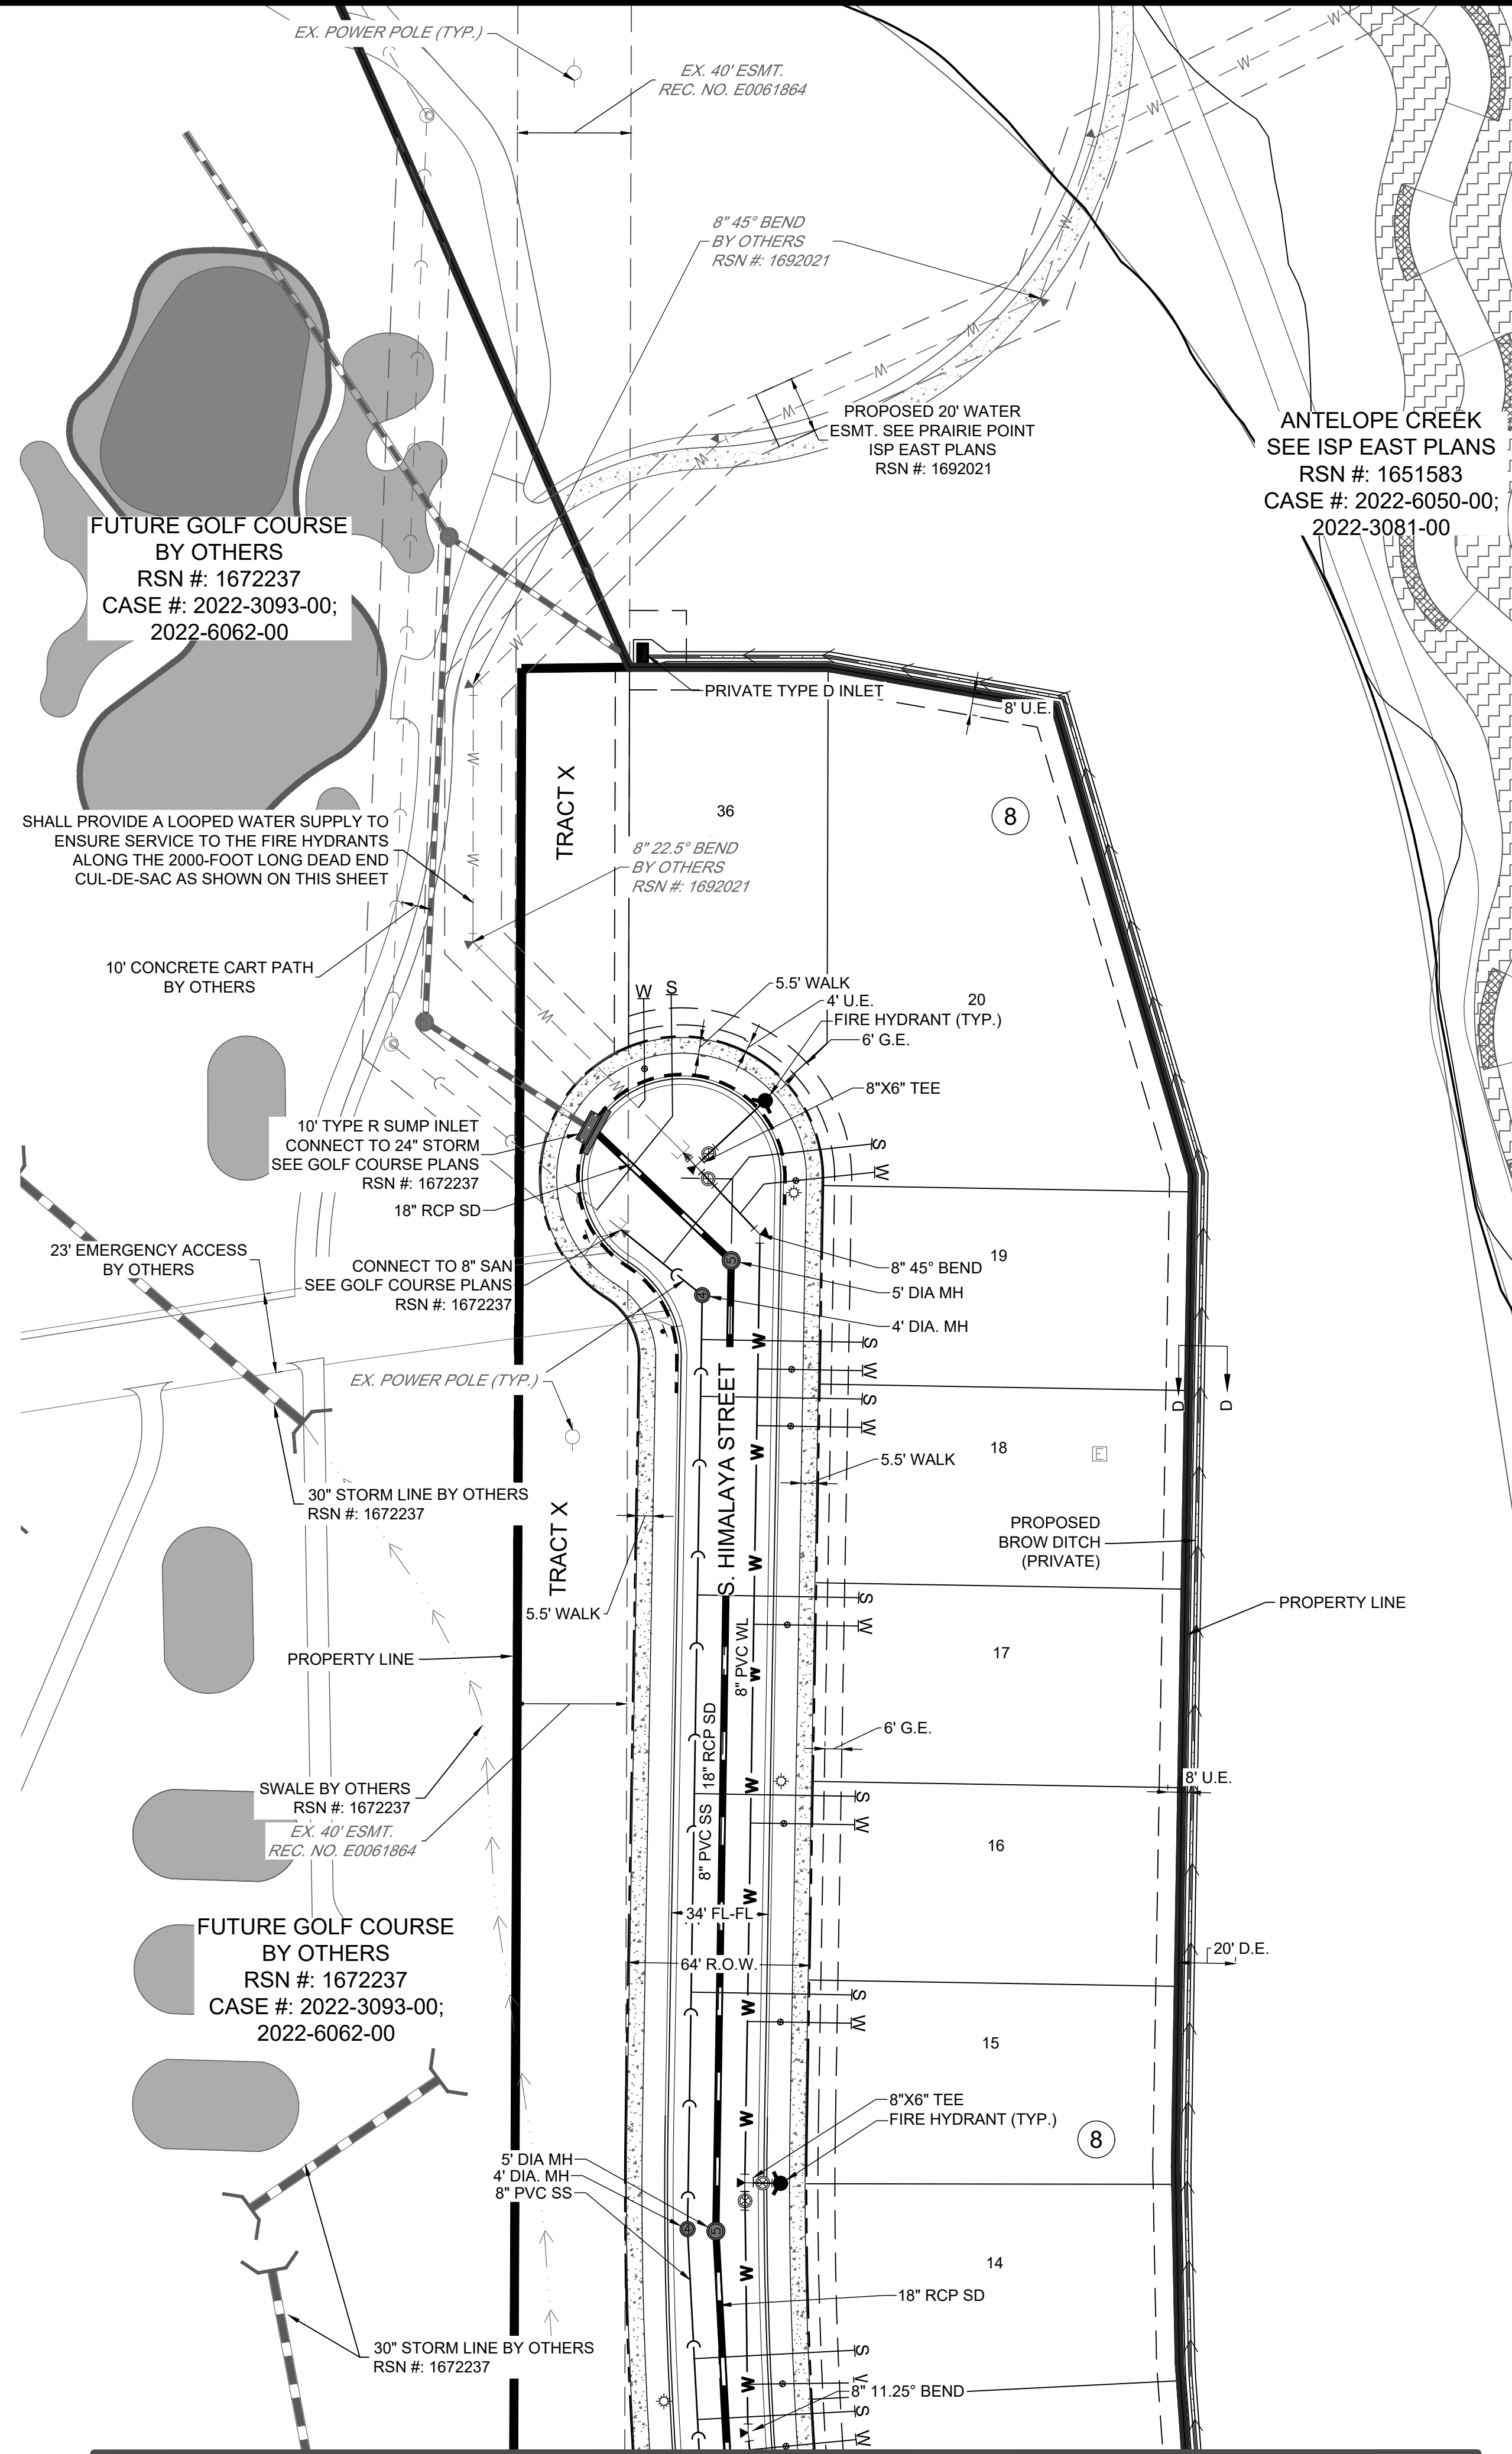 EX. POWER POLE (TYP.)
EX. 40' ESMT.
REC. NO. E0061864
W
W
W
8" 45° BEND
BY OTHERS
RSN #: 1692021
W
W
W
W
W
PROPOSED 20' WATER
ESMT. SEE PRAIRIE POINT
ISP EAST PLANS
RSN #: 1692021
ANTELOPE CREEK
SEE ISP EAST PLANS
RSN #: 1651583
CASE #: 2022-6050-00;
2022-3081-00
FUTURE GOLF COURSE
BY OTHERS
RSN #: 1672237
CASE #: 2022-3093-00;
2022-6062-00
W
PRIVATE TYPE D INLET
8' U.E.
W
TRACT X
36
8
SHALL PROVIDE A LOOPED WATER SUPPLY TO
ENSURE SERVICE TO THE FIRE HYDRANTS
ALONG THE 2000-FOOT LONG DEAD END
CUL-DE-SAC AS SHOWN ON THIS SHEET
W
8" 22.5° BEND
BY OTHERS
RSN #: 1692021
10' CONCRETE CART PATH
BY OTHERS
W
S
5.5' WALK
4' U.E.
20
FIRE HYDRANT (TYP.)
6' G.E.
W
W
8"X6" TEE
10' TYPE R SUMP INLET
CONNECT TO 24" STORM
SEE GOLF COURSE PLANS
RSN #: 1672237
S
W
18" RCP SD
23' EMERGENCY ACCESS
BY OTHERS
CONNECT TO 8" SAN
SEE GOLF COURSE PLANS
RSN #: 1672237
5
19
8" 45° BEND
5' DIA MH
4
4' DIA. MH
W
S
W
EX. POWER POLE (TYP.)
S
W
D
D
S. HIMALAYA STREET
W
18
E
5.5' WALK
30" STORM LINE BY OTHERS
RSN #: 1672237
TRACT X
W
PROPOSED
BROW DITCH
(PRIVATE)
S
W
5.5' WALK
PROPERTY LINE
PROPERTY LINE
8" PVC WL
W
17
18" RCP SD
6' G.E.
SWALE BY OTHERS
RSN #: 1672237
W
8' U.E.
S
W
EX. 40' ESMT.
REC. NO. E0061864
8" PVC SS
16
W
34' FL-FL
FUTURE GOLF COURSE
BY OTHERS
RSN #: 1672237
CASE #: 2022-3093-00;
2022-6062-00
20' D.E.
64' R.O.W.
S
W
W
15
8"X6" TEE
FIRE HYDRANT (TYP.)
W
8
5' DIA MH
4' DIA. MH
8" PVC SS
4
5
W
14
18" RCP SD
30" STORM LINE BY OTHERS
RSN #: 1672237
S
W
8" 11.25° BEND
S
W